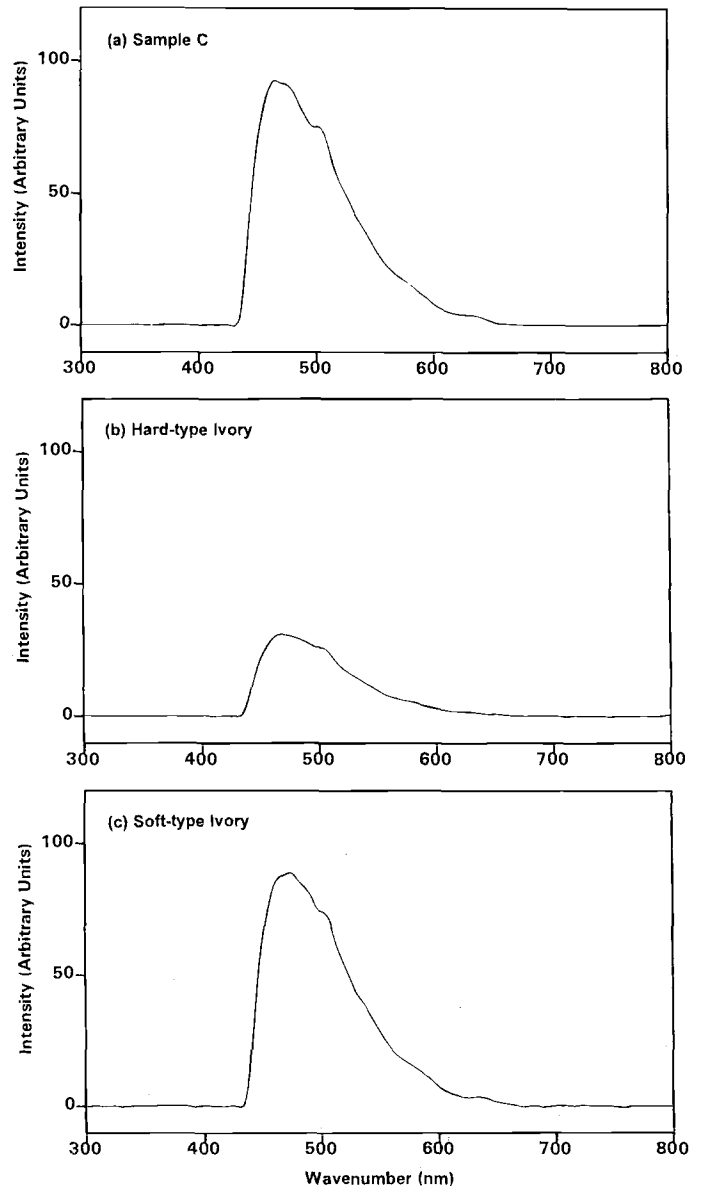 (a) Sample C
Intensity (Arbitrary Units)
100
50
0
300 400 500 600 700 800
(b) Hard-type Ivory
Intensity (Arbitrary Units)
100
50
0
300 400 500 600 700 800
(c) Soft-type Ivory
Intensity (Arbitrary Units)
100
50
0
300 400 500 600 700 800
Wavenumber (nm)